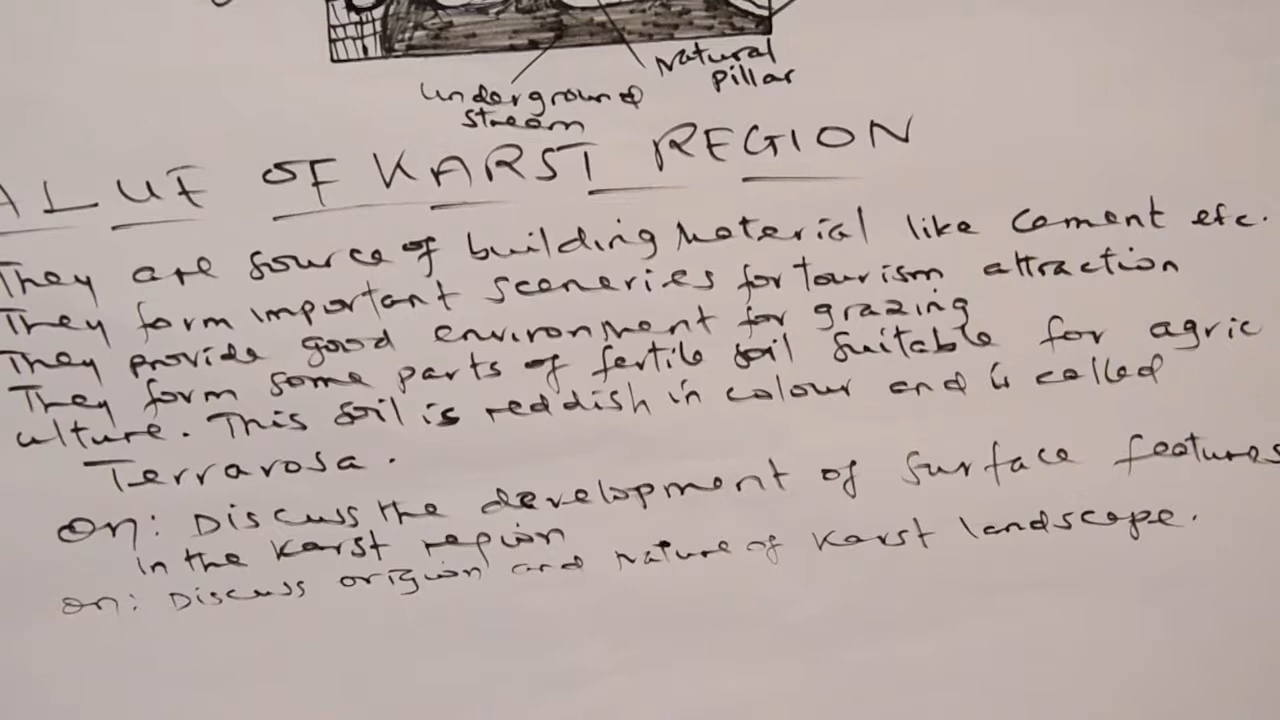 Natural
pillar
underground
stream
ALUE OF KARST REGION
They are source of building Material like cement etc.
They form important sceneries for tourism attraction
They provide good environment for grazing
They form some parts of fertile soil suitable for agric
ulture. This soil is reddish in colour and is called
Terrarosa.
Qn: Discuss the development of surface features
in the Karst region
Qn: Discuss origion and nature of Karst landscape.